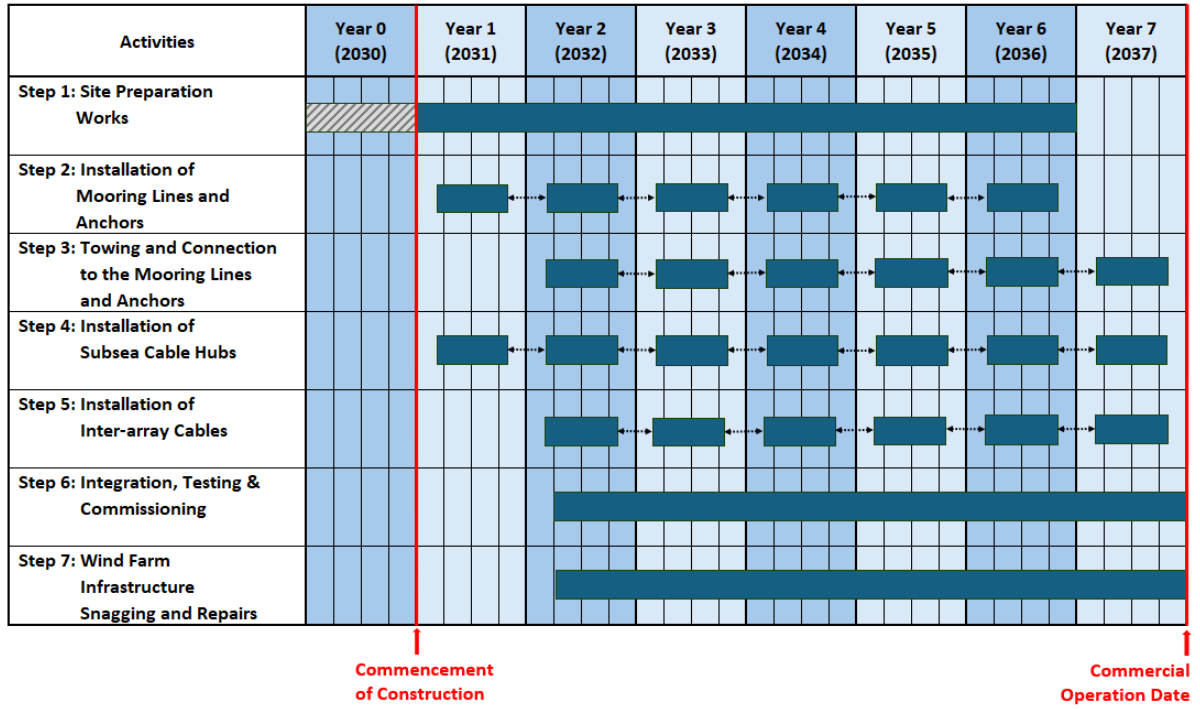 Activities
Year 0
(2030)
Year 1
(2031)
Year 2
(2032)
Year 3
(2033)
Year 4
(2034)
Year 5
(2035)
Year 6
(2036)
Year 7
(2037)
Step 1: Site Preparation
Works
Step 2: Installation of
Mooring Lines and
Anchors
Step 3: Towing and Connection
to the Mooring Lines
and Anchors
Step 4: Installation of
Subsea Cable Hubs
Step 5: Installation of
Inter-array Cables
Step 6: Integration, Testing &
Commissioning
Step 7: Wind Farm
Infrastructure
Snagging and Repairs
Commencement
of Construction
Commercial
Operation Date